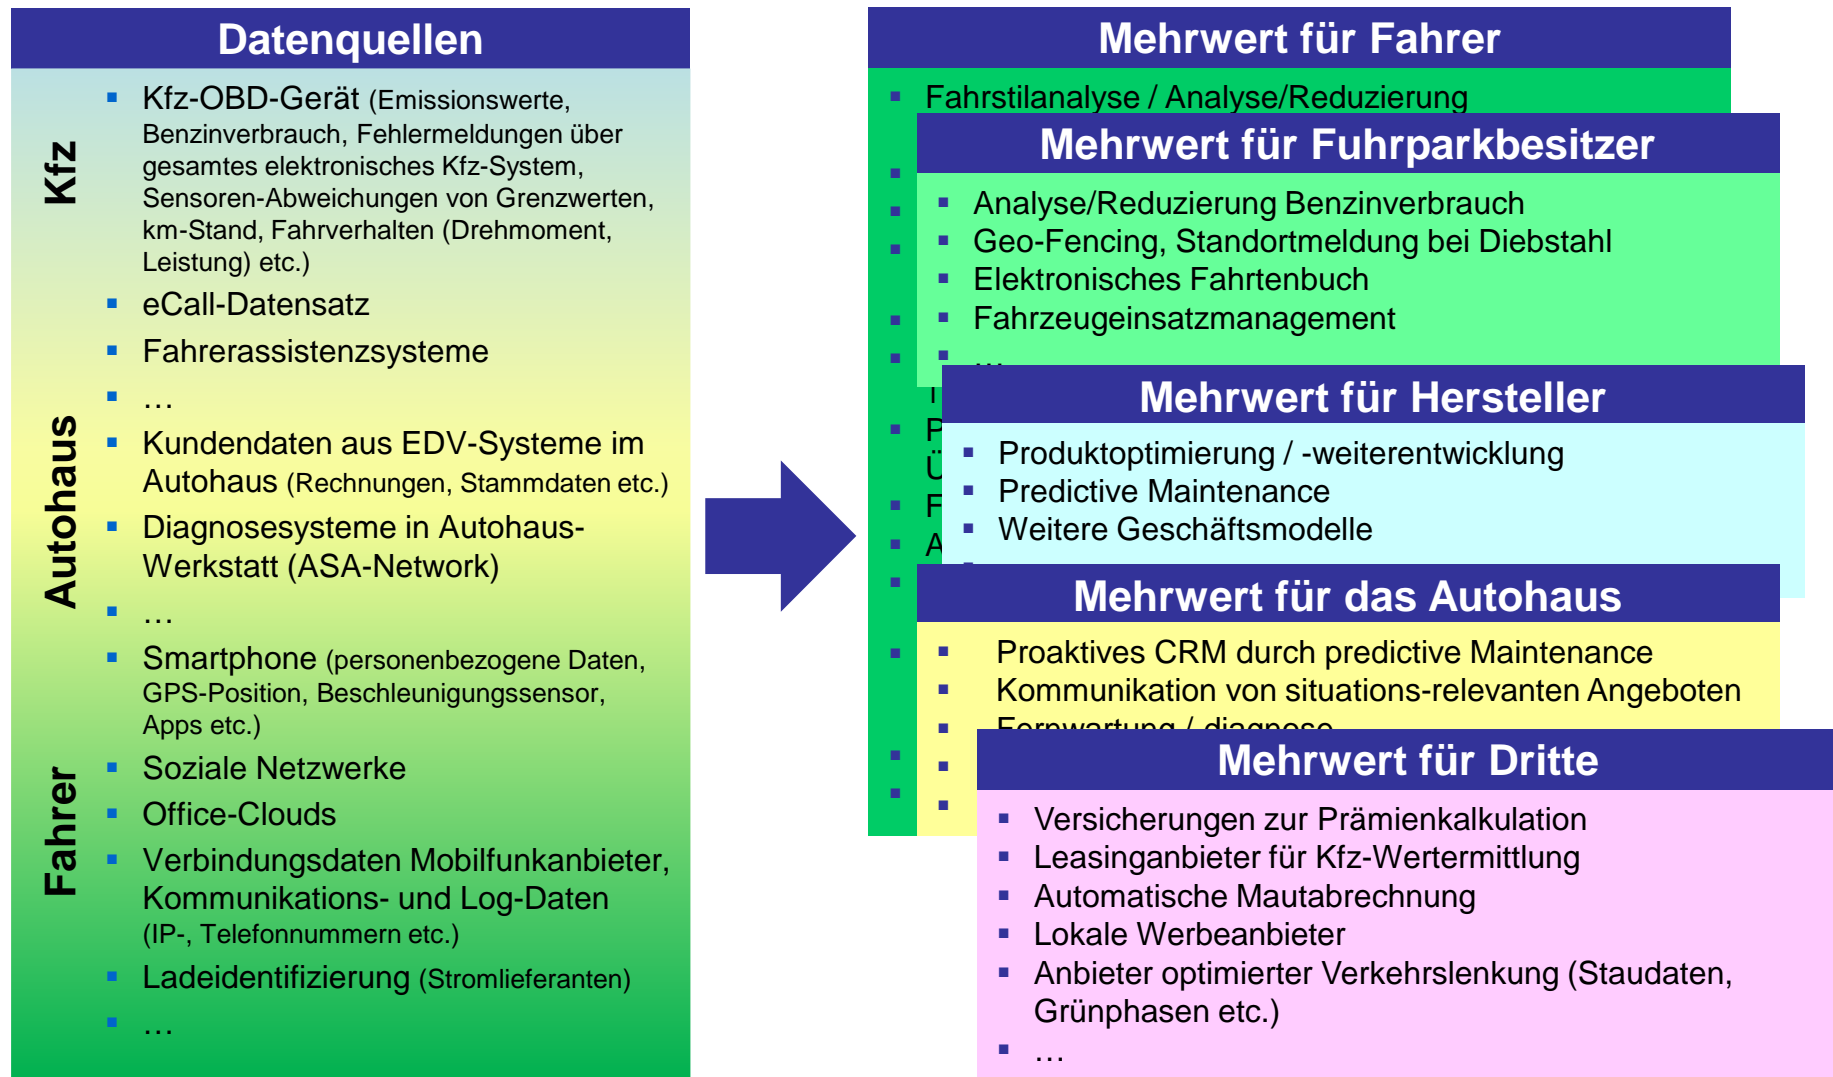 Datenquellen
Kfz
Kfz-OBD-Gerät (Emissionswerte,
Benzinverbrauch, Fehlermeldungen über
gesamtes elektronisches Kfz-System,
Sensoren-Abweichungen von Grenzwerten,
km-Stand, Fahrverhalten (Drehmoment,
Leistung) etc.)
eCall-Datensatz
Fahrerassistenzsysteme
…
Autohaus
Kundendaten aus EDV-Systeme im
Autohaus (Rechnungen, Stammdaten etc.)
Diagnosesysteme in Autohaus-
Werkstatt (ASA-Network)
…
Fahrer
Smartphone (personenbezogene Daten,
GPS-Position, Beschleunigungssensor,
Apps etc.)
Soziale Netzwerke
Office-Clouds
Verbindungsdaten Mobilfunkanbieter,
Kommunikations- und Log-Daten
(IP-, Telefonnummern etc.)
Ladeidentifizierung (Stromlieferanten)
…
Mehrwert für Fahrer
Fahrstilanalyse / Analyse/Reduzierung
Mehrwert für Fuhrparkbesitzer
Analyse/Reduzierung Benzinverbrauch
Geo-Fencing, Standortmeldung bei Diebstahl
Elektronisches Fahrtenbuch
Fahrzeugeinsatzmanagement
…
Mehrwert für Hersteller
Produktoptimierung / -weiterentwicklung
Predictive Maintenance
Weitere Geschäftsmodelle
Mehrwert für das Autohaus
Proaktives CRM durch predictive Maintenance
Kommunikation von situations-relevanten Angeboten
Fernwartung /-diagnose
Mehrwert für Dritte
Versicherungen zur Prämienkalkulation
Leasinganbieter für Kfz-Wertermittlung
Automatische Mautabrechnung
Lokale Werbeanbieter
Anbieter optimierter Verkehrslenkung (Staudaten,
Grünphasen etc.)
…